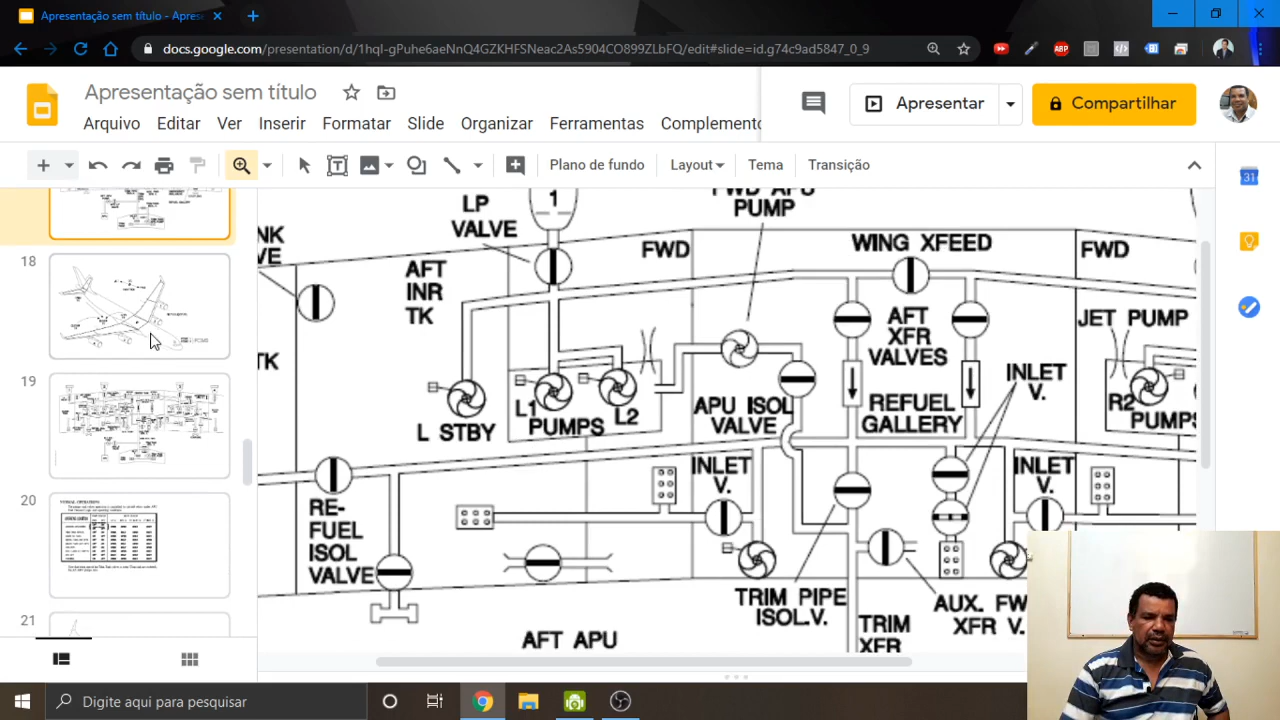 Apresentação sem título - Apres
docs.google.com/presentation/d/1hqI-gPuhe6aeNnQ4GZKHFSNeac2As5904CO899ZLbFQ/edit#slide=id.g74c9ad5847_0_9
ABP
Apresentação sem título
Apresentar
Compartilhar
Arquivo Editar Ver Inserir Formatar Slide Organizar Ferramentas Complemento
Plano de fundo Layout Tema Transição
31
18
19
20
21
1
LP
VALVE
FWD APU
PUMP
NK
VE
FWD
WING XFEED
FWD
AFT
INR
TK
AFT
XFR
VALVES
JET PUMP
TK
INLET
V.
L STBY
L1
PUMPS
L2
APU ISOL
VALVE
REFUEL
GALLERY
R2
PUMPS
INLET
V.
INLET
V.
RE-
FUEL
ISOL
VALVE
TRIM PIPE
ISOL.V.
AUX. FW
XFR V.
AFT APU
TRIM
XFR
Digite aqui para pesquisar